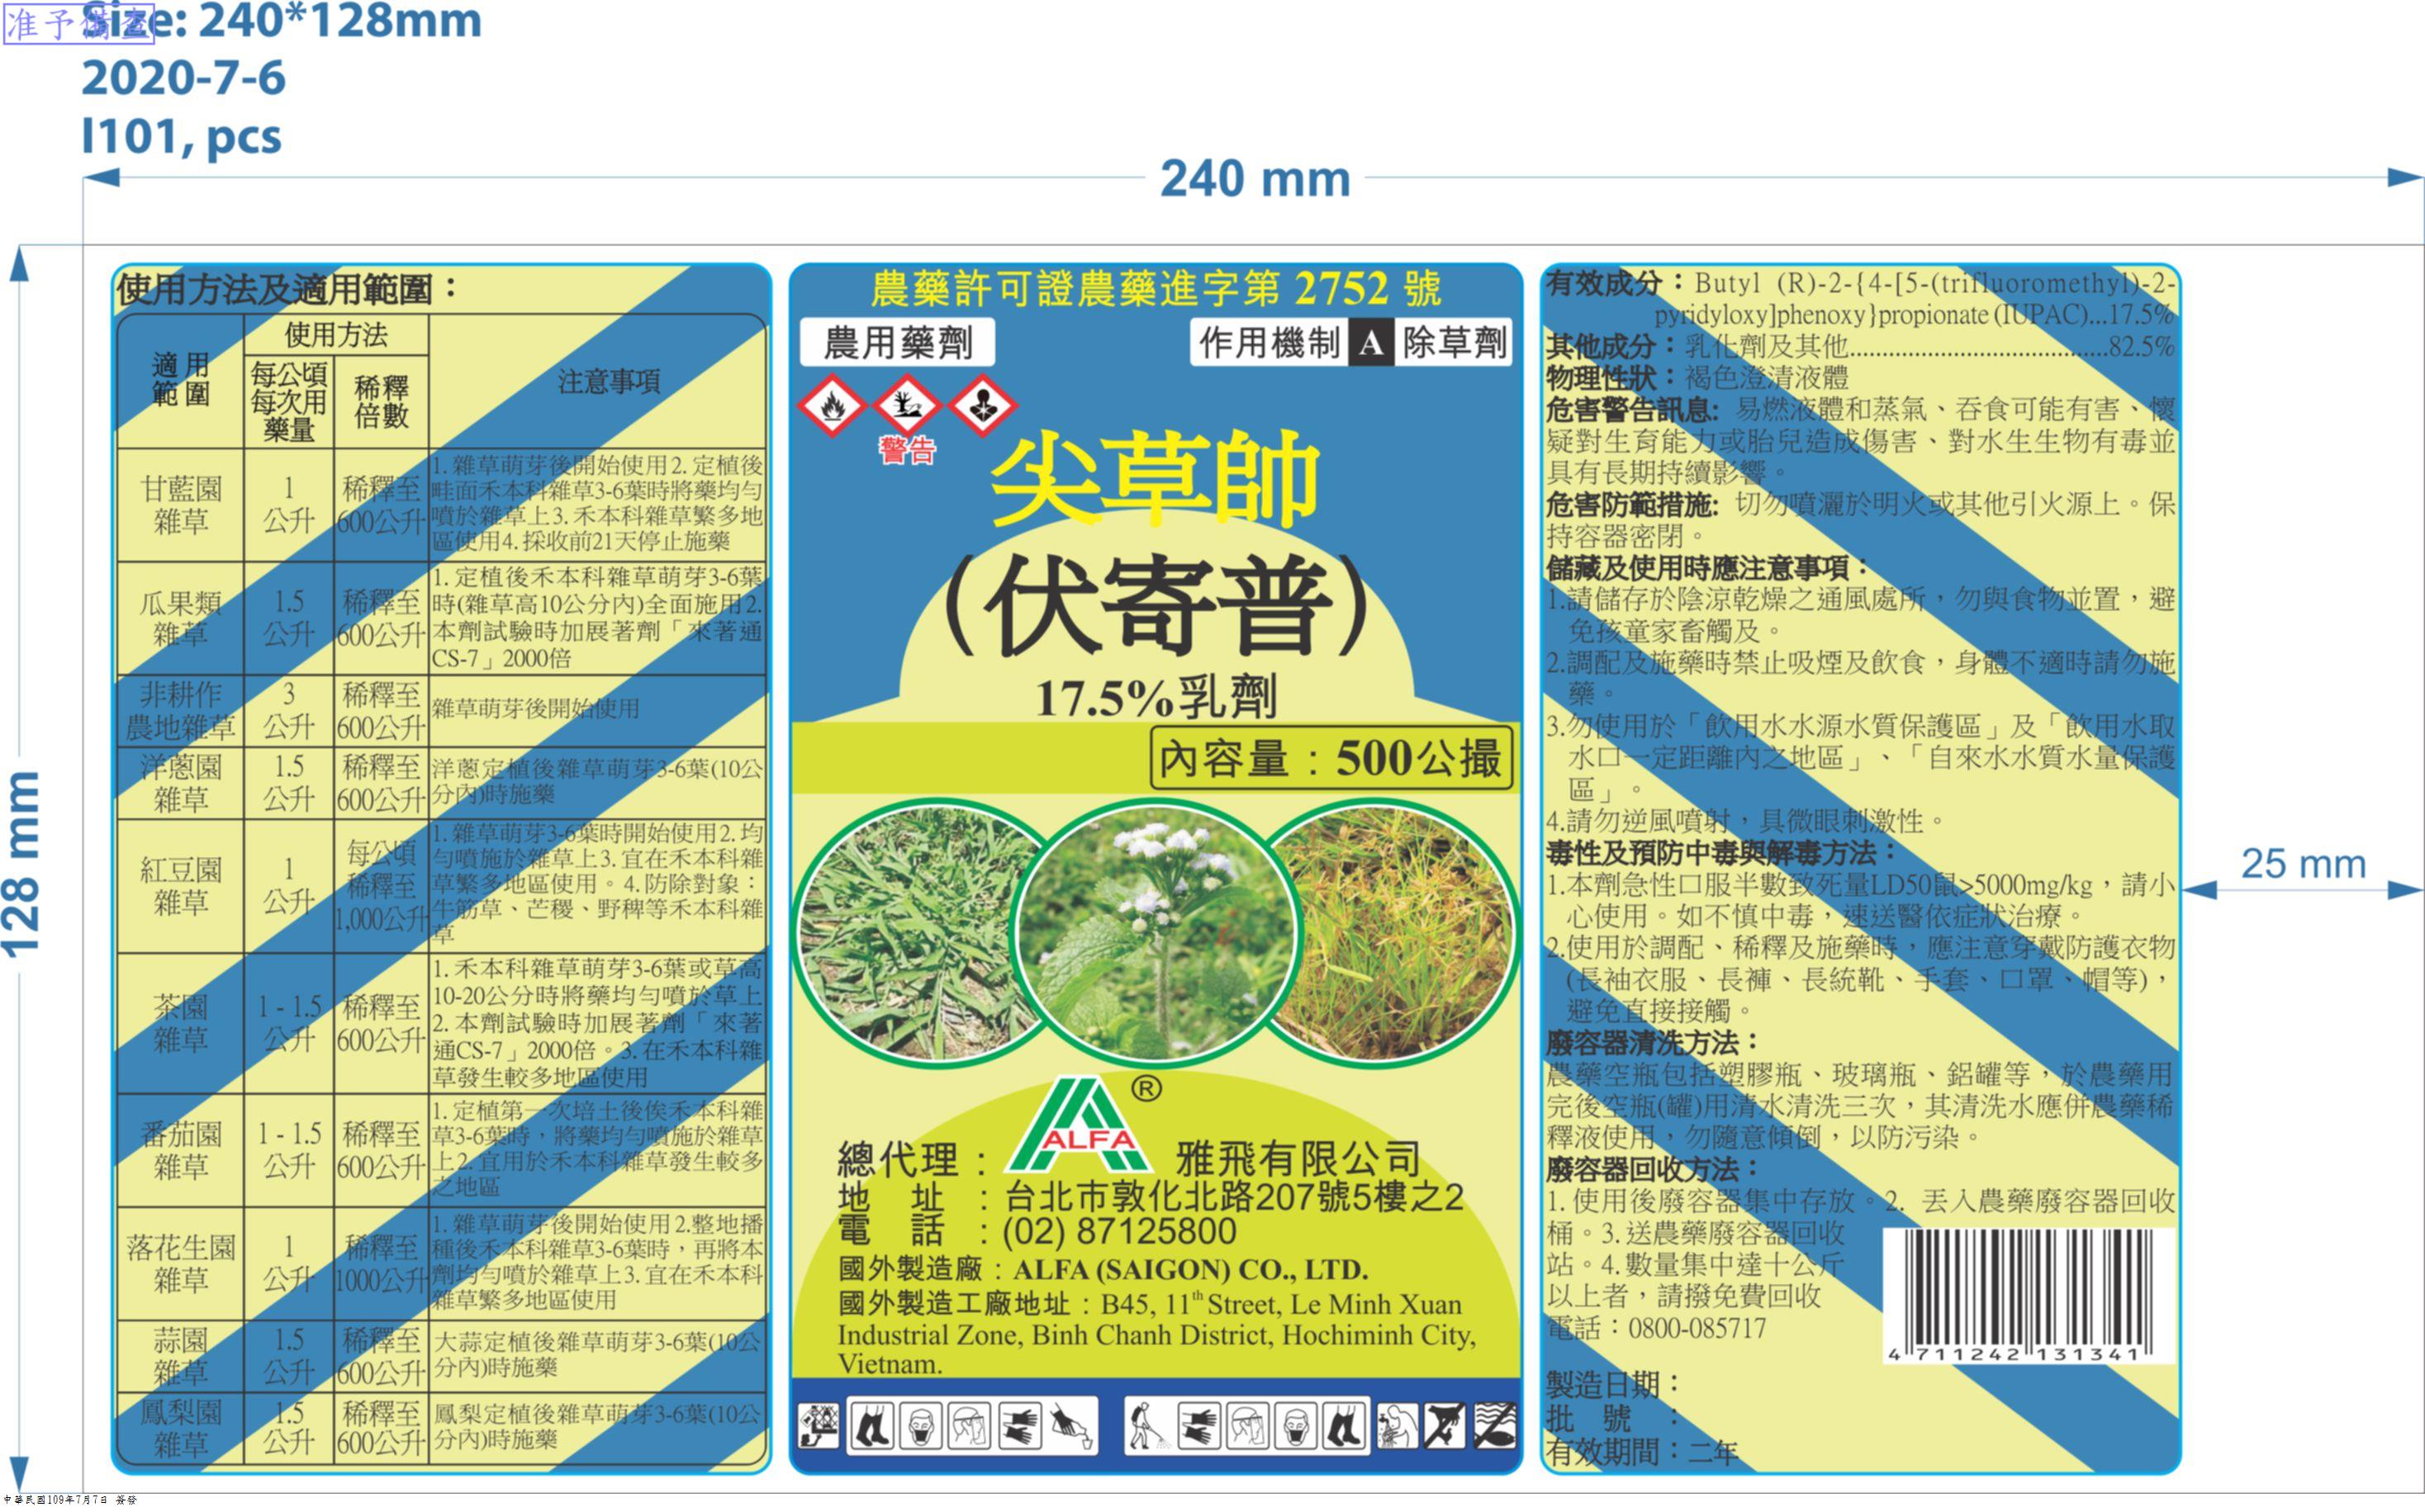 准予備查
Size: 240*128mm
2020-7-6
l101, pcs
240 mm
128 mm
25 mm
使用方法及適用範圍：
適用
範圍
使用方法
每公頃
每次用
藥量
稀釋
倍數
注意事項
甘藍園
雜草
1
公升
稀釋至
600公升
1. 雜草萌芽後開始使用2. 定植後
畦面禾本科雜草3-6葉時將藥均勻
噴於雜草上3. 禾本科雜草繁多地
區使用4. 採收前21天停止施藥
瓜果類
雜草
1.5
公升
稀釋至
600公升
1. 定植後禾本科雜草萌芽3-6葉
時(雜草高10公分內)全面施用2.
本劑試驗時加展著劑「來著通
CS-7」2000倍
非耕作
農地雜草
3
公升
稀釋至
600公升
雜草萌芽後開始使用
洋蔥園
雜草
1.5
公升
稀釋至
600公升
洋蔥定植後雜草萌芽3-6葉(10公
分內)時施藥
紅豆園
雜草
1
公升
每公頃
稀釋至
1,000公升
1. 雜草萌芽3-6葉時開始使用2. 均
勻噴施於雜草上3. 宜在禾本科雜
草繁多地區使用。4. 防除對象：
牛筋草、芒稷、野稗等禾本科雜
草
茶園
雜草
1 - 1.5
公升
稀釋至
600公升
1. 禾本科雜草萌芽3-6葉或草高
10-20公分時將藥均勻噴於草上
2. 本劑試驗時加展著劑「來著
通CS-7」2000倍。3. 在禾本科雜
草發生較多地區使用
番茄園
雜草
1 - 1.5
公升
稀釋至
600公升
1. 定植第一次培土後俟禾本科雜
草3-6葉時，將藥均勻噴施於雜草
上2. 宜用於禾本科雜草發生較多
之地區
落花生園
雜草
1
公升
稀釋至
1000公升
1. 雜草萌芽後開始使用2.整地播
種後禾本科雜草3-6葉時，再將本
劑均勻噴於雜草上3. 宜在禾本科
雜草繁多地區使用
蒜園
雜草
1.5
公升
稀釋至
600公升
大蒜定植後雜草萌芽3-6葉(10公
分內)時施藥
鳳梨園
雜草
1.5
公升
稀釋至
600公升
鳳梨定植後雜草萌芽3-6葉(10公
分內)時施藥
農藥許可證農藥進字第 2752 號
農用藥劑
作用機制 A 除草劑
警告
尖草帥
(伏寄普)
17.5%乳劑
內容量：500公撮
ALFA ®
總代理： 雅飛有限公司
地 址 ：台北市敦化北路207號5樓之2
電 話 ：(02) 87125800
國外製造廠：ALFA (SAIGON) CO., LTD.
國外製造工廠地址：B45, 11th Street, Le Minh Xuan
Industrial Zone, Binh Chanh District, Hochiminh City,
Vietnam.
有效成分：Butyl (R)-2-{4-[5-(trifluoromethyl)-2-
pyridyloxy]phenoxy}propionate (IUPAC)...17.5%
其他成分：乳化劑及其他.......................................82.5%
物理性狀：褐色澄清液體
危害警告訊息: 易燃液體和蒸氣、吞食可能有害、懷
疑對生育能力或胎兒造成傷害、對水生生物有毒並
具有長期持續影響。
危害防範措施: 切勿噴灑於明火或其他引火源上。保
持容器密閉。
儲藏及使用時應注意事項：
1.請儲存於陰涼乾燥之通風處所，勿與食物並置，避
免孩童家畜觸及。
2.調配及施藥時禁止吸煙及飲食，身體不適時請勿施
藥。
3.勿使用於「飲用水水源水質保護區」及「飲用水取
水口一定距離內之地區」、「自來水水質水量保護
區」。
4.請勿逆風噴射，具微眼刺激性。
毒性及預防中毒與解毒方法：
1.本劑急性口服半數致死量LD50鼠>5000mg/kg，請小
心使用。如不慎中毒，速送醫依症狀治療。
2.使用於調配、稀釋及施藥時，應注意穿戴防護衣物
(長袖衣服、長褲、長統靴、手套、口罩、帽等)，
避免直接接觸。
廢容器清洗方法：
農藥空瓶包括塑膠瓶、玻璃瓶、鋁罐等，於農藥用
完後空瓶(罐)用清水清洗三次，其清洗水應併農藥稀
釋液使用，勿隨意傾倒，以防污染。
廢容器回收方法：
1. 使用後廢容器集中存放。2. 丟入農藥廢容器回收
桶。3. 送農藥廢容器回收
站。4. 數量集中達十公斤
以上者，請撥免費回收
電話：0800-085717
4 711242 131341
製造日期：
批 號 ：
有效期間：二年
中華民國109年7月7日 簽發